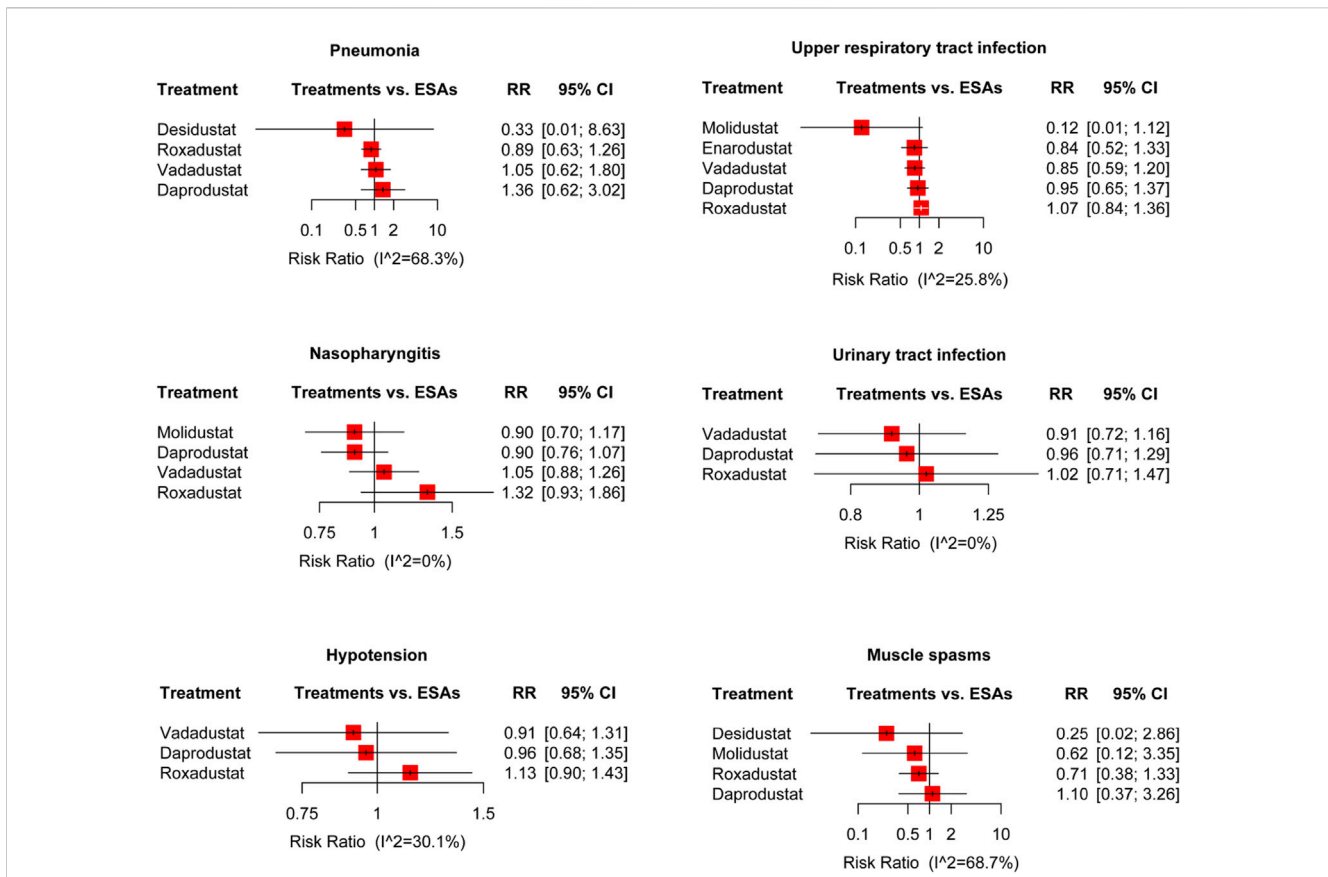 Pneumonia
Treatment Treatments vs. ESAs RR 95% CI
Desidustat 0.33 [0.01; 8.63]
Roxadustat 0.89 [0.63; 1.26]
Vadadustat 1.05 [0.62; 1.80]
Daprodustat 1.36 [0.62; 3.02]
0.1 0.5 1 2 10
Risk Ratio (I^2=68.3%)
Upper respiratory tract infection
Treatment Treatments vs. ESAs RR 95% CI
Molidustat 0.12 [0.01; 1.12]
Enarodustat 0.84 [0.52; 1.33]
Vadadustat 0.85 [0.59; 1.20]
Daprodustat 0.95 [0.65; 1.37]
Roxadustat 1.07 [0.84; 1.36]
0.1 0.5 1 2 10
Risk Ratio (I^2=25.8%)
Nasopharyngitis
Treatment Treatments vs. ESAs RR 95% CI
Molidustat 0.90 [0.70; 1.17]
Daprodustat 0.90 [0.76; 1.07]
Vadadustat 1.05 [0.88; 1.26]
Roxadustat 1.32 [0.93; 1.86]
0.75 1 1.5
Risk Ratio (I^2=0%)
Urinary tract infection
Treatment Treatments vs. ESAs RR 95% CI
Vadadustat 0.91 [0.72; 1.16]
Daprodustat 0.96 [0.71; 1.29]
Roxadustat 1.02 [0.71; 1.47]
0.8 1 1.25
Risk Ratio (I^2=0%)
Hypotension
Treatment Treatments vs. ESAs RR 95% CI
Vadadustat 0.91 [0.64; 1.31]
Daprodustat 0.96 [0.68; 1.35]
Roxadustat 1.13 [0.90; 1.43]
0.75 1 1.5
Risk Ratio (I^2=30.1%)
Muscle spasms
Treatment Treatments vs. ESAs RR 95% CI
Desidustat 0.25 [0.02; 2.86]
Molidustat 0.62 [0.12; 3.35]
Roxadustat 0.71 [0.38; 1.33]
Daprodustat 1.10 [0.37; 3.26]
0.1 0.5 1 2 10
Risk Ratio (I^2=68.7%)